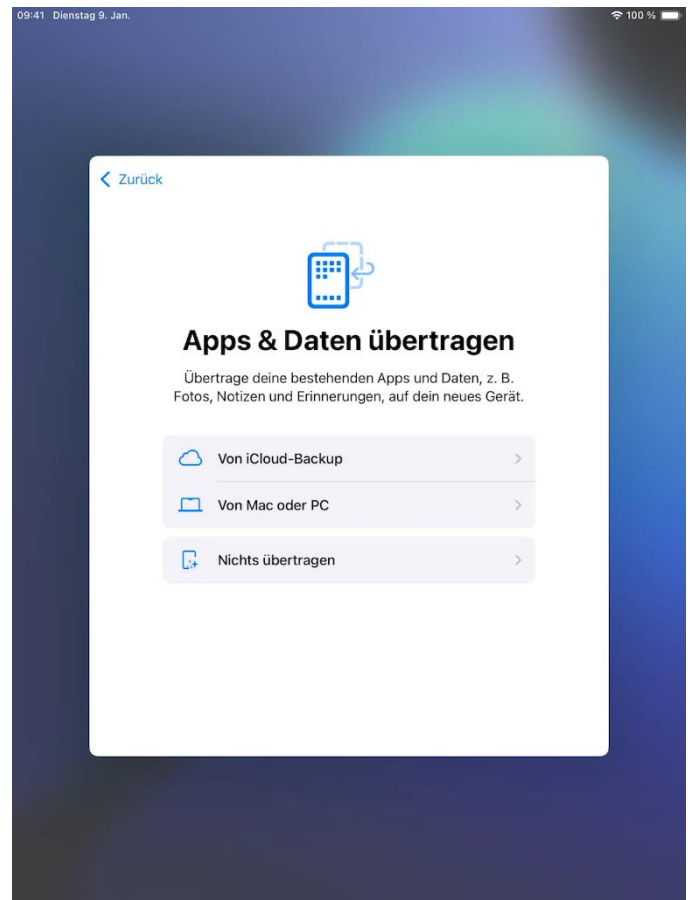 09:41 Dienstag 9. Jan. 100 %
Zurück
Apps & Daten übertragen
Übertrage deine bestehenden Apps und Daten, z. B.
Fotos, Notizen und Erinnerungen, auf dein neues Gerät.
Von iCloud-Backup
Von Mac oder PC
Nichts übertragen